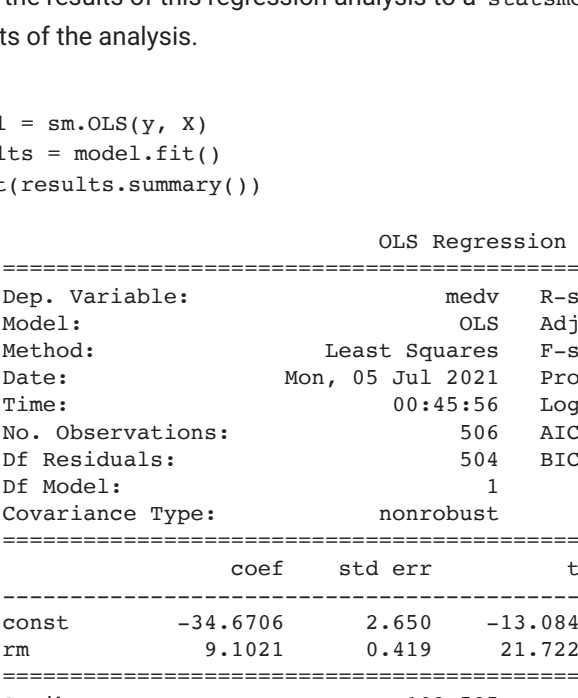 the results of this regression analysis to a
ts of the analysis.
= sm.OLS(y, X)
lts = model.fit()
t(results.summary())
OLS Regression
Dep. Variable: medv R-s
Model: OLS Adj
Method: Least Squares F-s
Date: Mon, 05 Jul 2021 Pro
Time: 00:45:56 Log
No. Observations: 506 AIC
Df Residuals: 504 BIC
Df Model: 1
Covariance Type: nonrobust
coef std err t
const -34.6706 2.650 -13.084
rm 9.1021 0.419 21.722